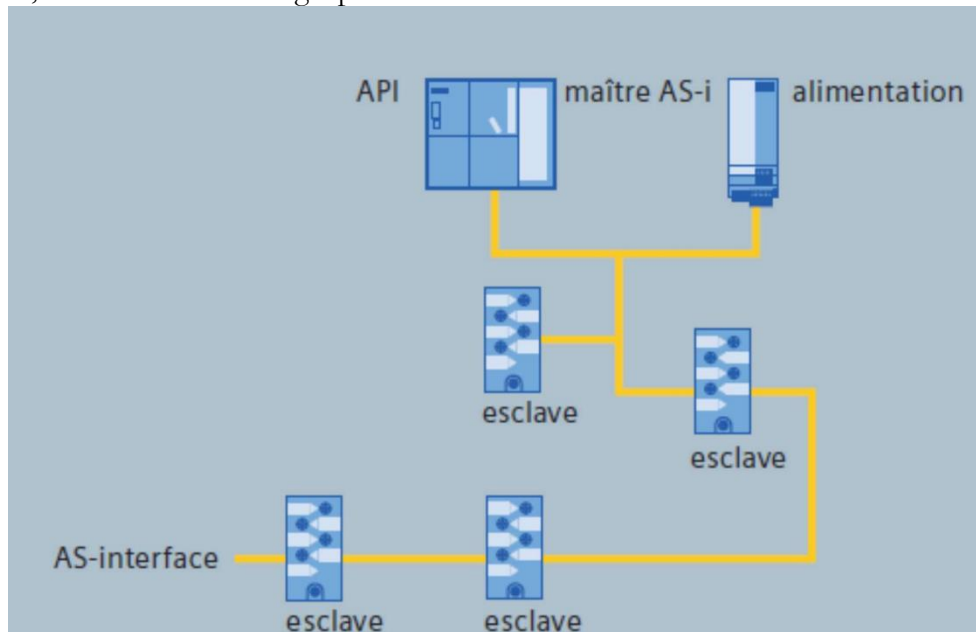 API
maître AS-i
alimentation
esclave
esclave
AS-interface
esclave
esclave